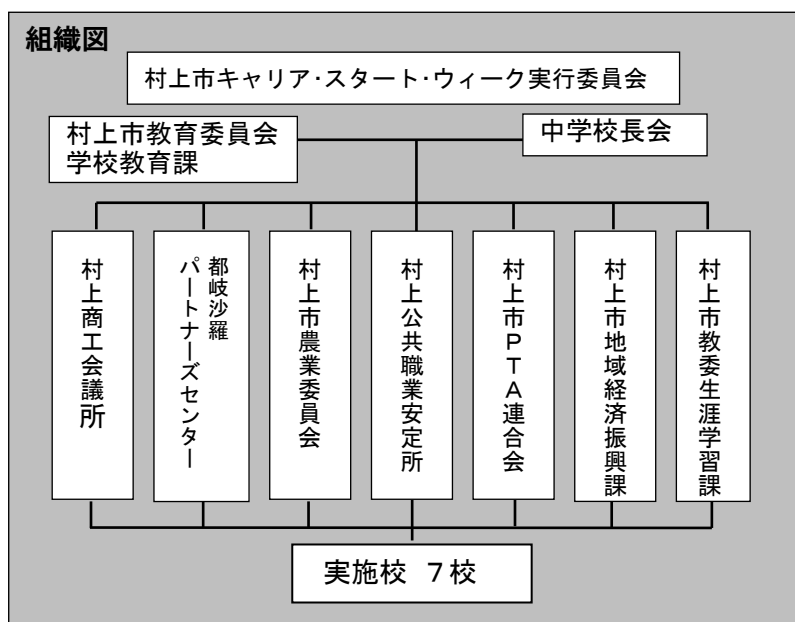 組織図
村上市キャリア・スタート・ウィーク実行委員会
村上市教育委員会
学校教育課
中学校長会
村上商工会議所
都岐沙羅
パートナーズセンター
村上市農業委員会
村上公共職業安定所
村上市ＰＴＡ連合会
村上市地域経済振興課
村上市教委生涯学習課
実施校 ７校